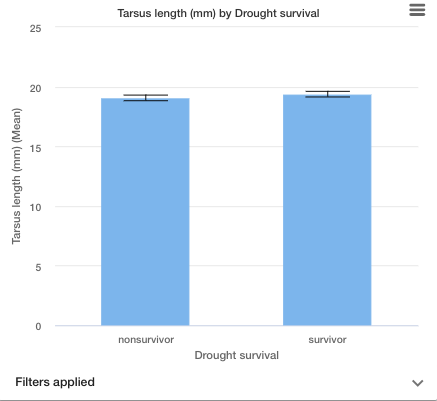 Tarsus length (mm) by Drought survival
25
20
15
10
5
0
Tarsus length (mm) (Mean)
nonsurvivor
survivor
Drought survival
Filters applied